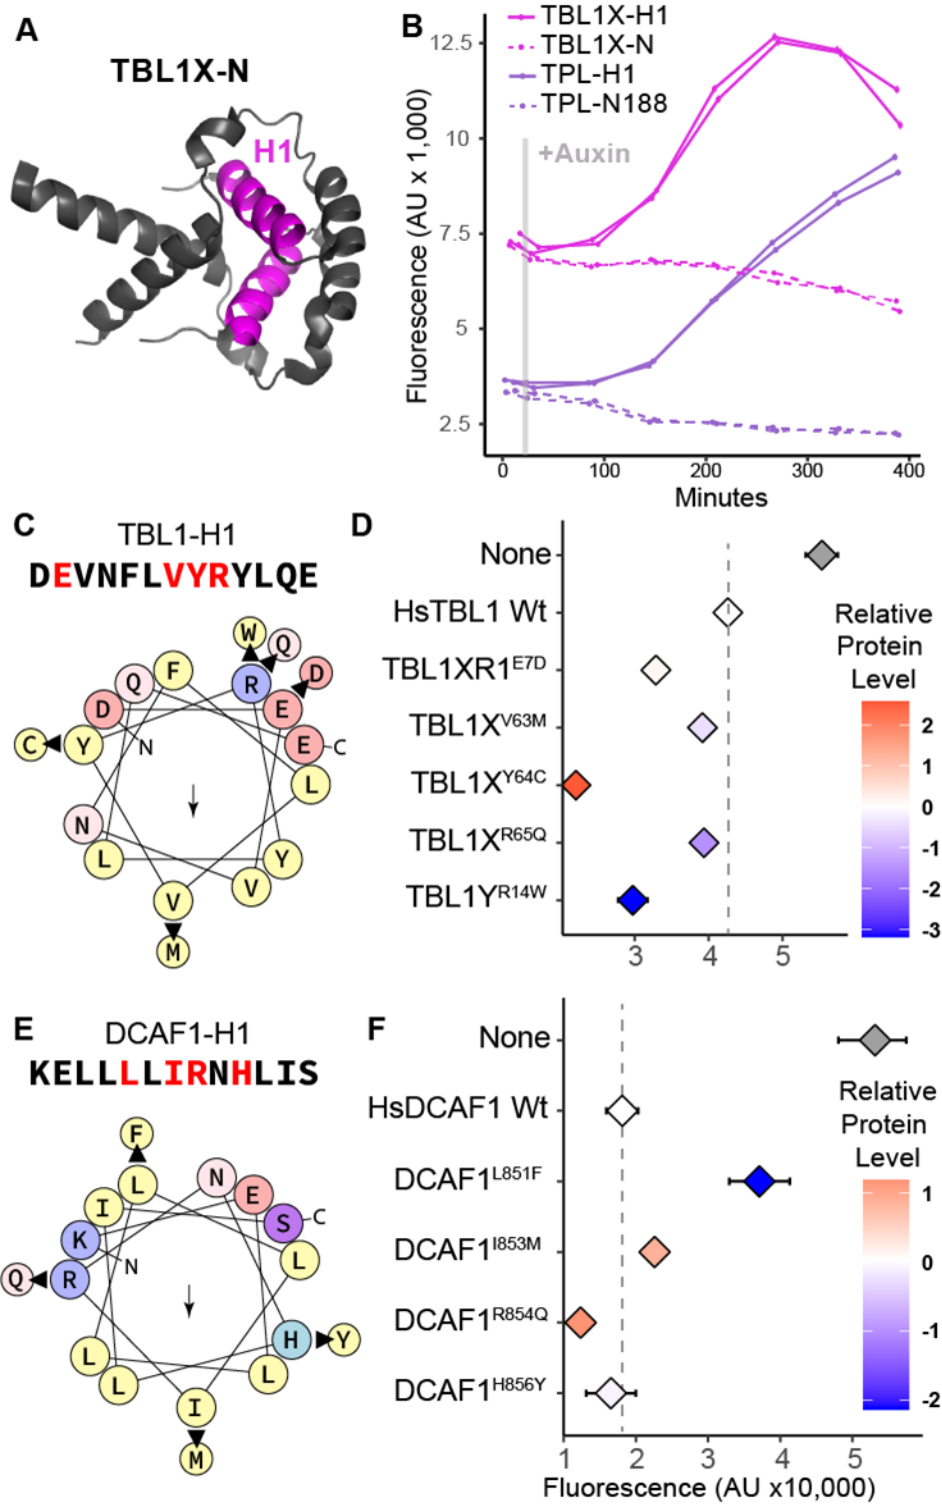 A
TBL1X-N
H1
B
TBL1X-H1
TBL1X-N
TPL-H1
TPL-N188
+Auxin
Fluorescence (AU x 1,000)
12.5
10
7.5
5
2.5
0 100 200 300 400
Minutes
C
TBL1-H1
DEVNFLVYRYLQE
W
Q
D
F
R
Q
E
D
N
E
C
C
Y
L
N
L
Y
V
V
M
D
None
HsTBL1 Wt
TBL1XR1E7D
TBL1XV63M
TBL1XY64C
TBL1XR65Q
TBL1YR14W
3 4 5
Relative
Protein
Level
2
1
0
-1
-2
-3
E
DCAF1-H1
KELLLLIRNHLIS
F
L
N
E
I
S
C
K
N
L
Q
R
H
Y
L
L
L
I
M
F
None
HsDCAF1 Wt
DCAF1L851F
DCAF1I853M
DCAF1R854Q
DCAF1H856Y
1 2 3 4 5
Fluorescence (AU x10,000)
Relative
Protein
Level
1
0
-1
-2